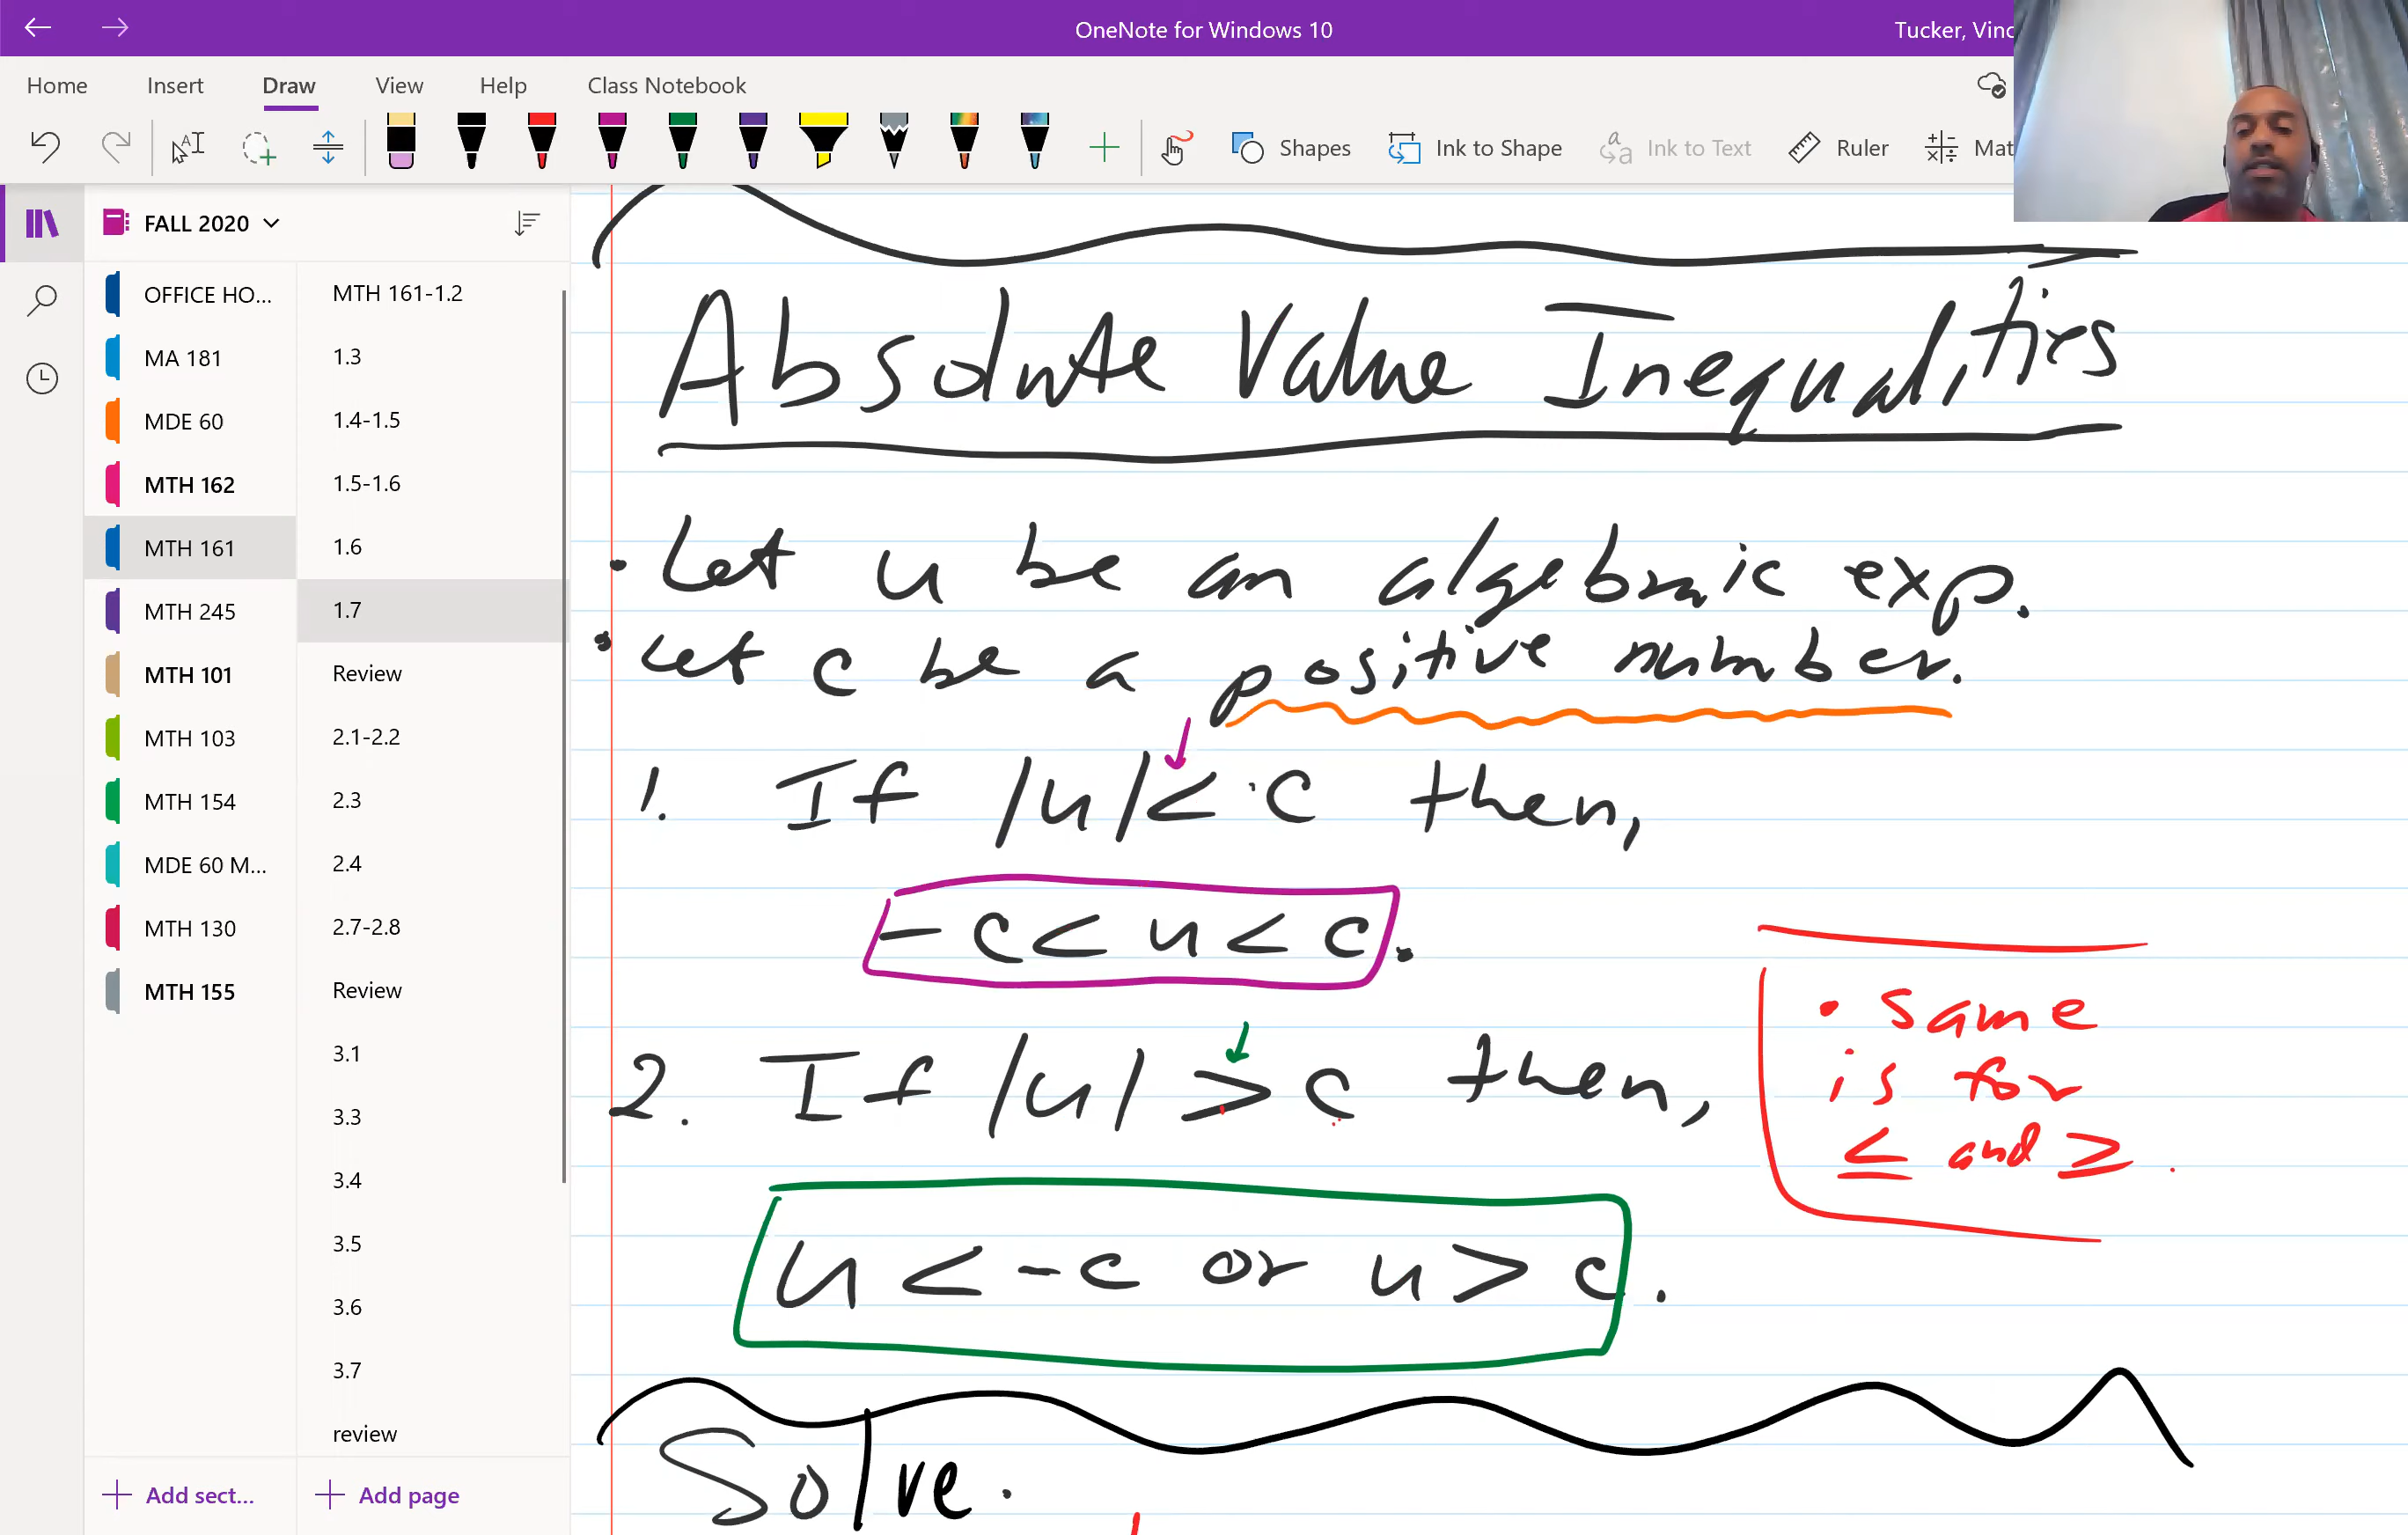 OneNote for Windows 10
Tucker, Vinc
Home Insert Draw View Help Class Notebook
Shapes Ink to Shape Ink to Text Ruler Mat
FALL 2020
OFFICE HO...
MA 181
MDE 60
MTH 162
MTH 161
MTH 245
MTH 101
MTH 103
MTH 154
MDE 60 M...
MTH 130
MTH 155
Add sect...
MTH 161-1.2
1.3
1.4-1.5
1.5-1.6
1.6
1.7
Review
2.1-2.2
2.3
2.4
2.7-2.8
Review
3.1
3.3
3.4
3.5
3.6
3.7
review
Add page
Absolute Value Inequalities
• Let u be an algebraic exp.
• Let c be a positive number.
1. If |u| < c then,
-c < u < c.
2. If |u| > c then,
u < -c or u > c.
• same
is for
≤ and ≥.
Solve.